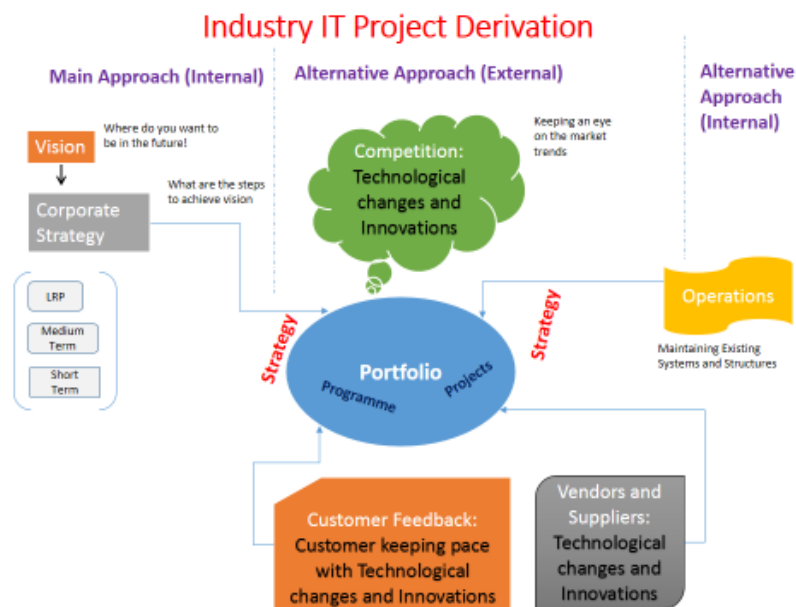 Industry IT Project Derivation
Main Approach (Internal)
Alternative Approach (External)
Alternative
Approach
(Internal)
Vision
Where do you want to
be in the future!
Corporate
Strategy
What are the steps
to achieve vision
LRP
Medium
Term
Short
Term
Competition:
Technological
changes and
Innovations
Keeping an eye
on the market
trends
Strategy
Portfolio
Programme
Projects
Strategy
Operations
Maintaining Existing
Systems and Structures
Customer Feedback:
Customer keeping pace
with Technological
changes and Innovations
Vendors and
Suppliers:
Technological
changes and
Innovations